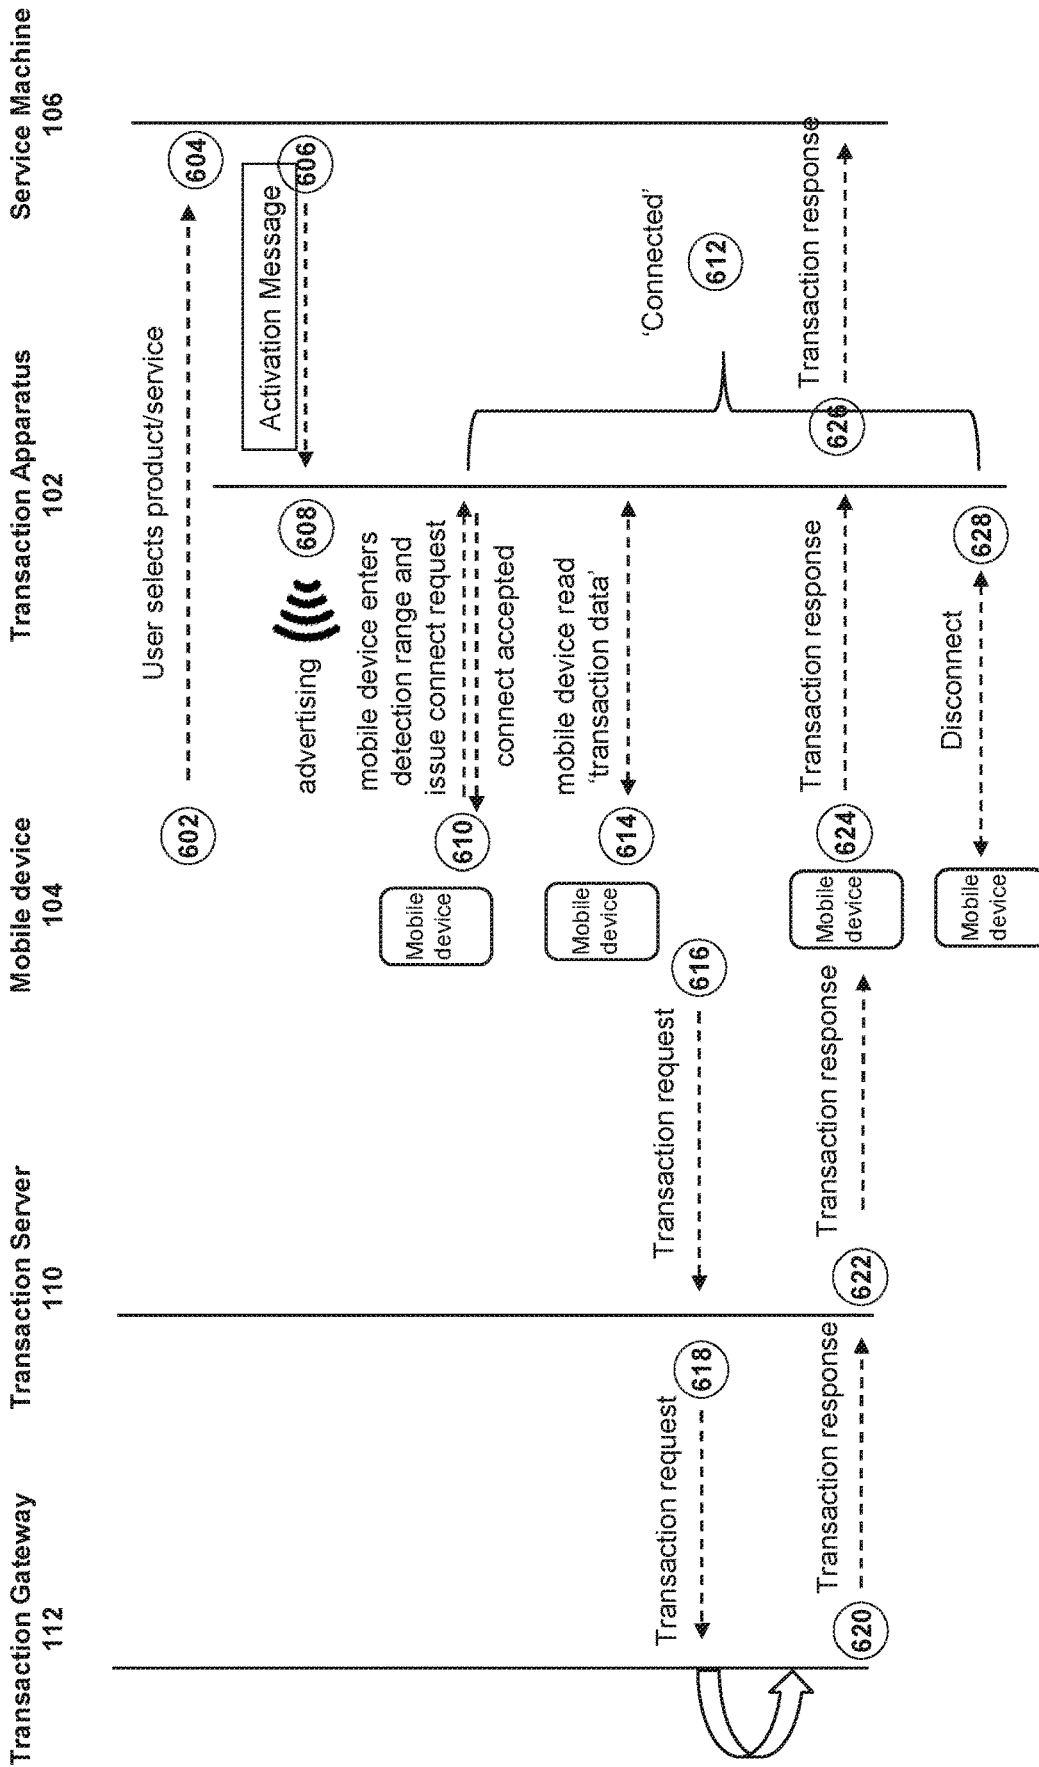 Transaction Gateway
112
Transaction Server
110
Mobile device
104
Transaction Apparatus
102
Service Machine
106
602
User selects product/service
604
Activation Message
606
advertising
608
mobile device enters
detection range and
issue connect request
Mobile
device
610
connect accepted
'Connected'
612
mobile device read
'transaction data'
Mobile
device
614
Transaction request
616
Transaction request
618
620
Transaction response
622
Transaction response
Mobile
device
624
Transaction response
626
Transaction response
Mobile
device
Disconnect
628